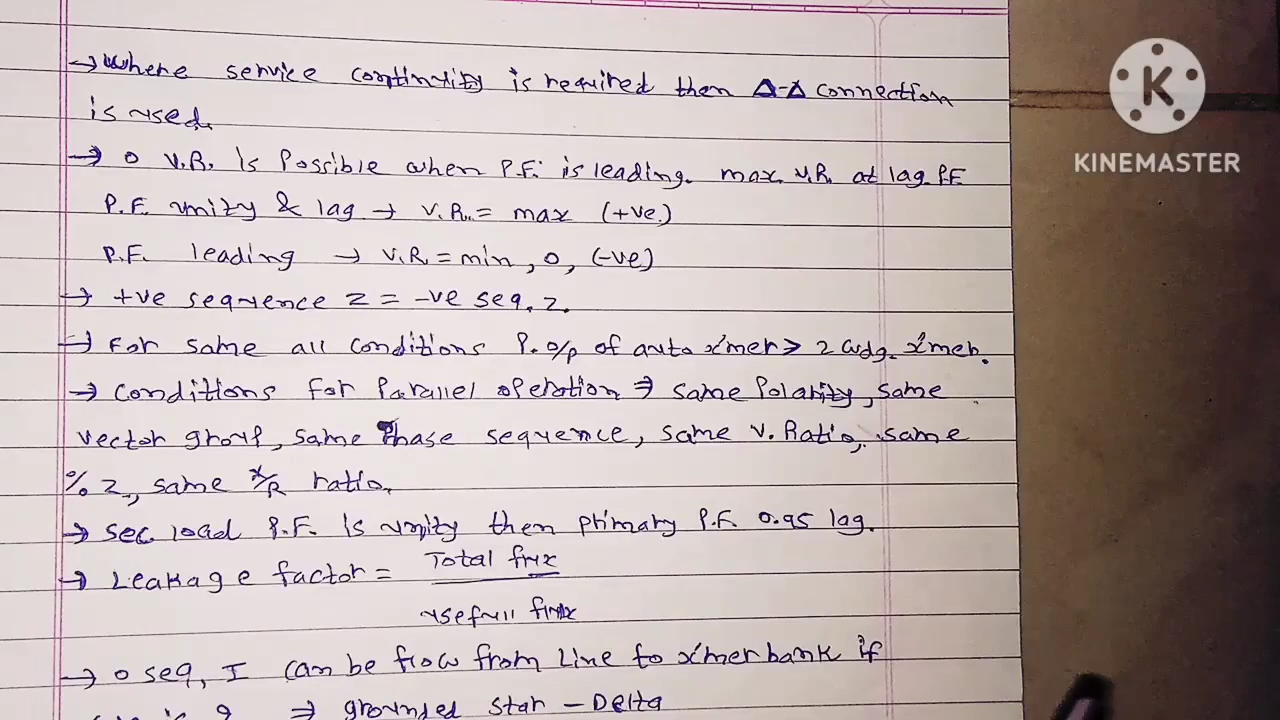 → Where service continuity is required then Δ-Δ connection
is used.
→ 0 V.R. is Possible when P.F. is leading. max V.R. at lag P.F.
P.F. unity & lag → V.R. = max (+ve)
P.F. leading → V.R. = min, 0, (-ve)
→ +ve sequence Z = -ve seq. Z.
→ For same all conditions P. o/p of auto x'mer > 2 wdg. x'mer.
→ Conditions for Parallel operation ⇒ same Polarity, same
vector group, same Phase sequence, same V. Ratio, same
% Z, same X/R ratio.
→ sec. load P.F. is unity then primary P.F. 0.95 lag.
→ Leakage factor = Total flux
usefull flux
→ 0 seq. I can be flow from Line to x'mer bank if
is ⇒ grounded star - Delta
K
KINEMASTER